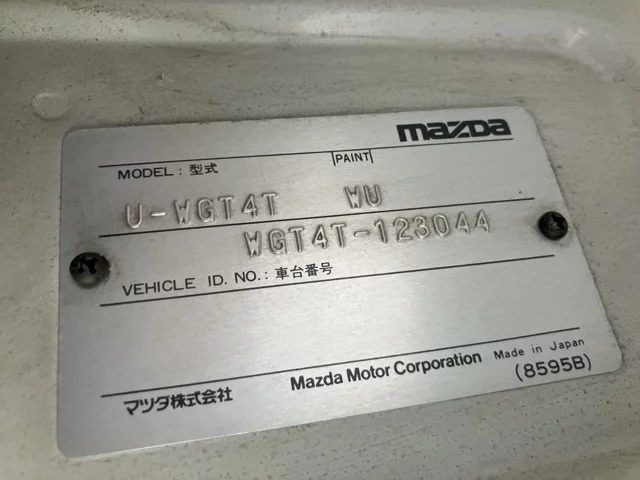 mazda
MODEL : 型式 PAINT
U-WGT4T WU
WGT4T-123044
VEHICLE ID. NO. : 車台番号
マツダ株式会社 Mazda Motor Corporation Made in Japan
(8595B)